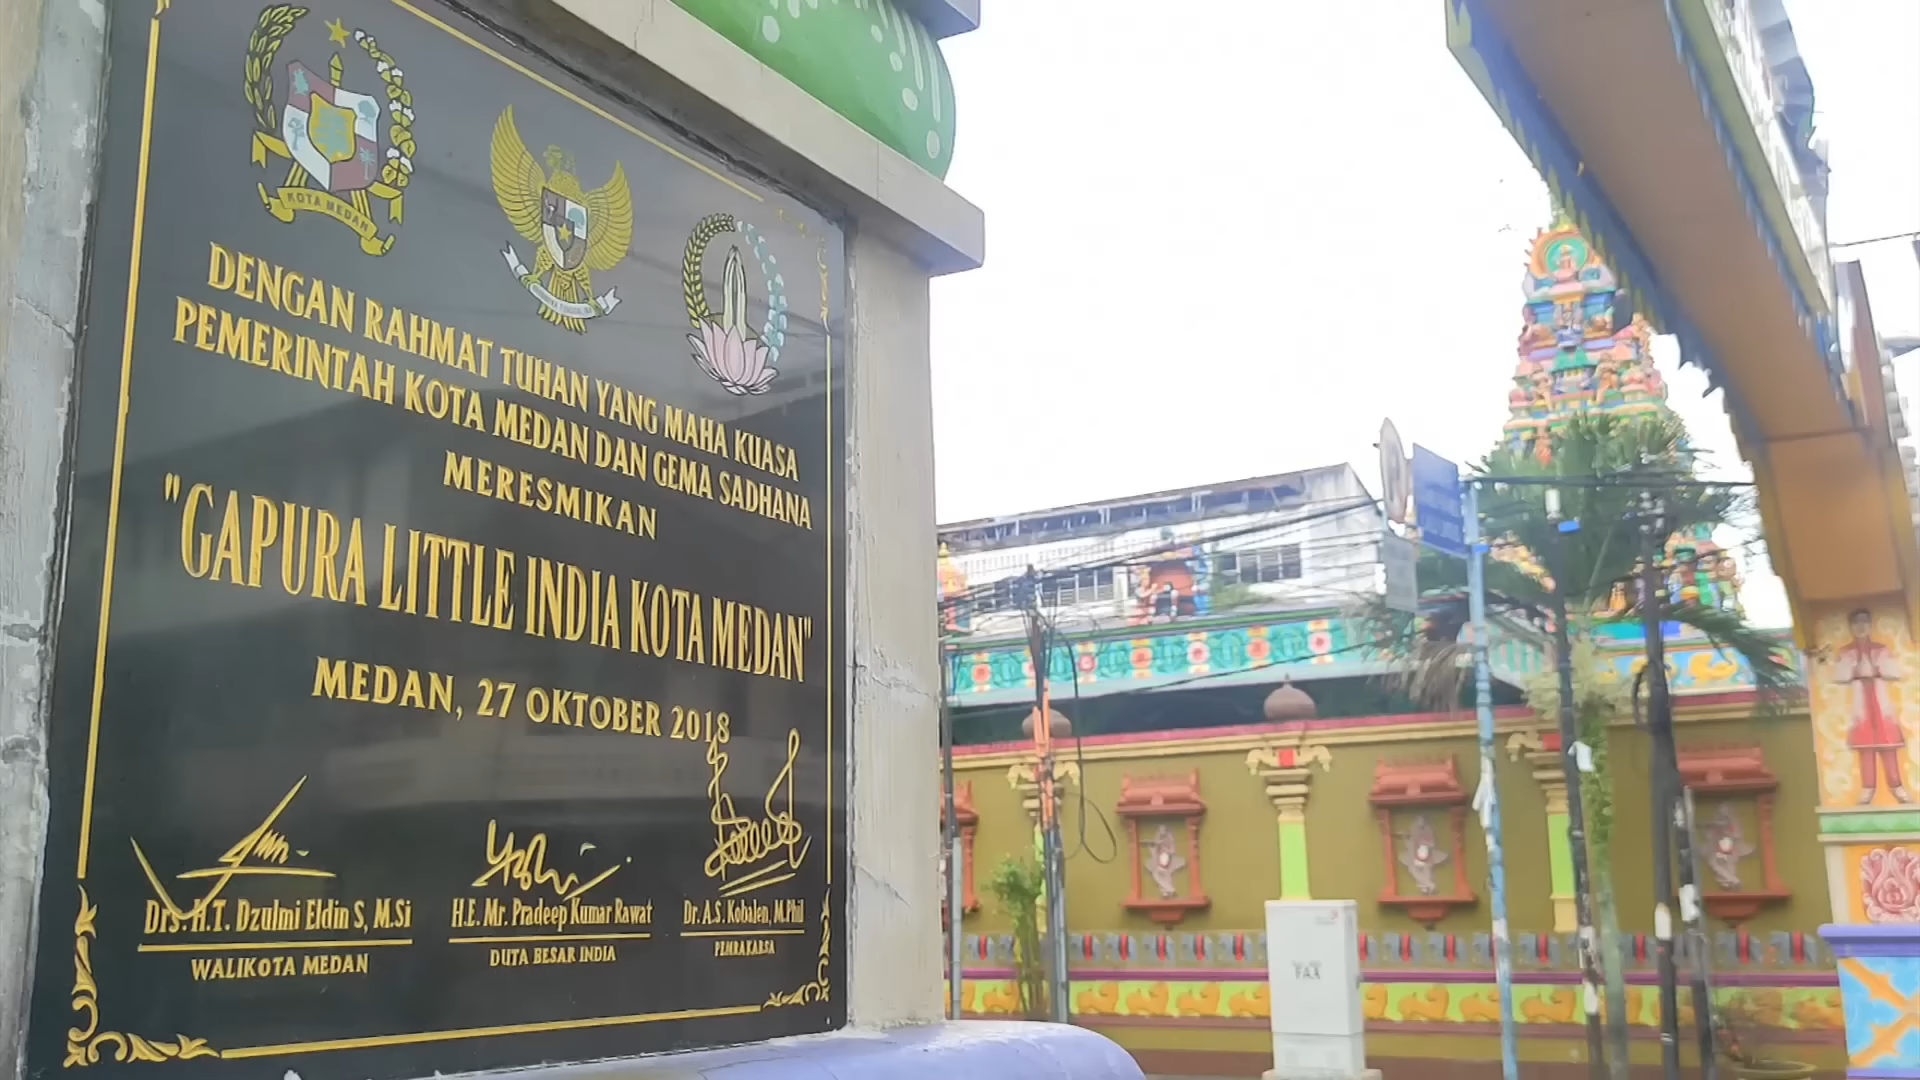 KOTA MEDAN
DENGAN RAHMAT TUHAN YANG MAHA KUASA
PEMERINTAH KOTA MEDAN DAN GEMA SADHANA
MERESMIKAN
"GAPURA LITTLE INDIA KOTA MEDAN"
MEDAN, 27 OKTOBER 2018
Drs. H.T. Dzulmi Eldin S, M.Si
WALIKOTA MEDAN
H.E. Mr. Pradeep Kumar Rawat
DUTA BESAR INDIA
Dr. A.S. Kobalen, M.Phil
PEMRAKARSA
FAA